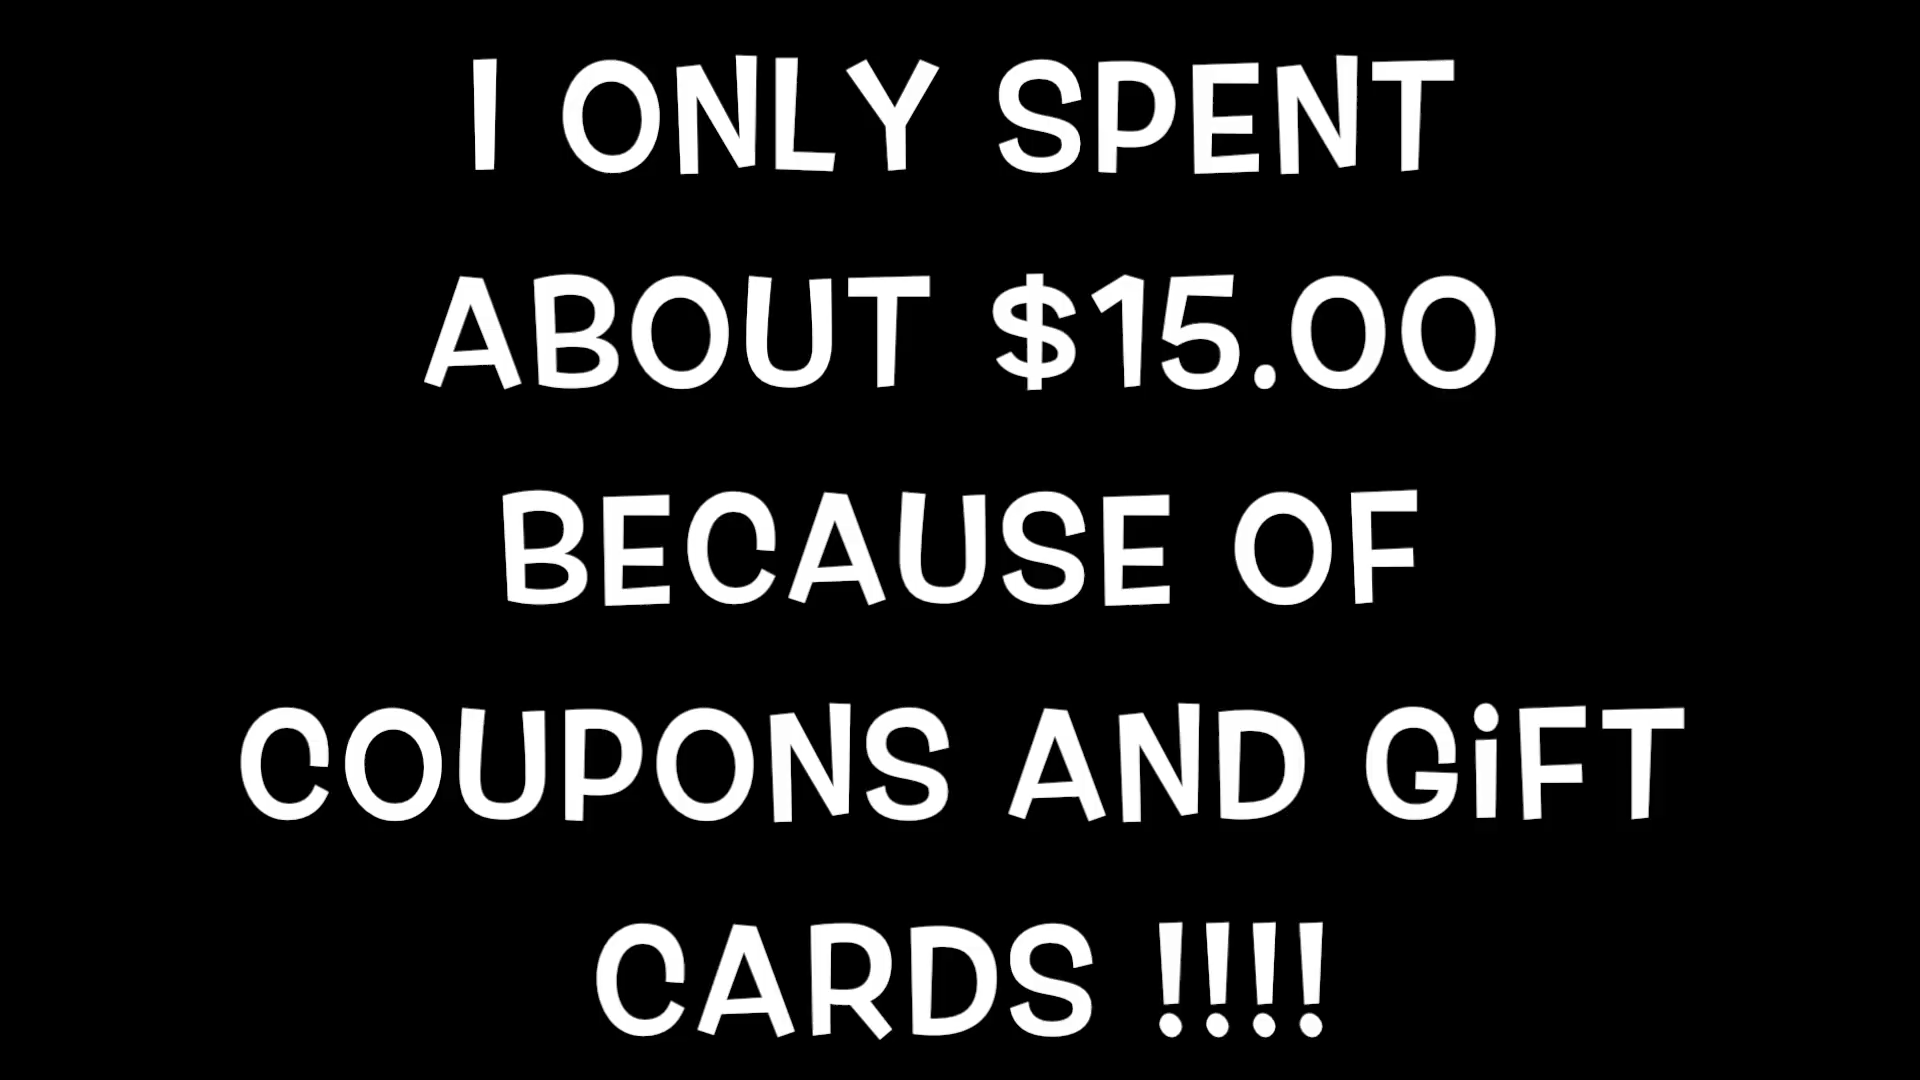 I ONLY SPENT
ABOUT $15.00
BECAUSE OF
COUPONS AND GiFT
CARDS !!!!